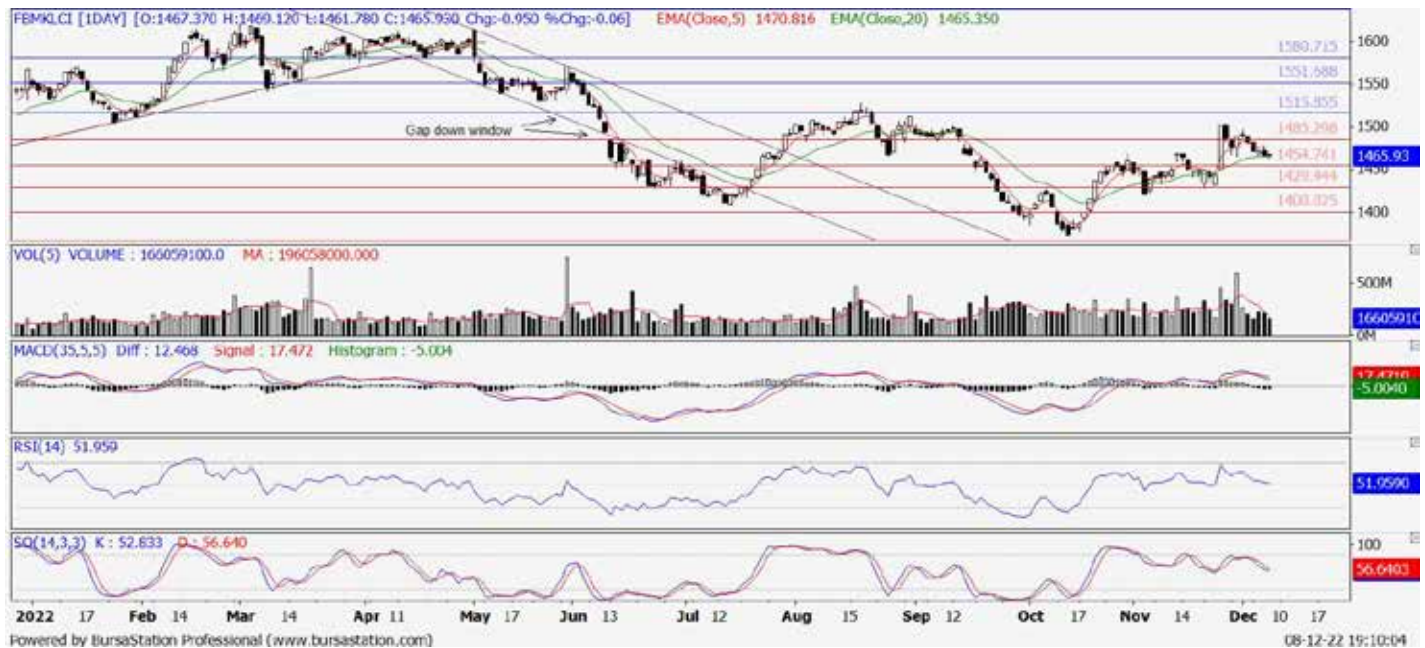 FBMKLCI [1DAY] [O:1467.370 H:1469.120 L:1461.780 C:1465.930 Chg:-0.950 %Chg:-0.06] EMA(Close,5) 1470.816 EMA(Close,20) 1465.350
1600
1580.715
1551.688
1550
1515.855
1500
Gap down window
1485.298
1454.741
1465.93
1450
1429.444
1400.025
1400
VOL(5) VOLUME : 166059100.0 MA : 196058000.000
500M
16605910
0M
MACD(35,5,5) Diff : 12.468 Signal : 17.472 Histogram : -5.004
17.4710
-5.0040
RSI(14) 51.959
51.9590
SO(14,3,3) K : 52.833 D : 56.640
100
56.6403
2022 17 Feb 14 Mar 14 Apr 11 May 17 Jun 13 Jul 12 Aug 15 Sep 12 Oct 17 Nov 14 Dec 10 17
Powered by BursaStation Professional (www.bursastation.com)
08-12-22 19:10:04